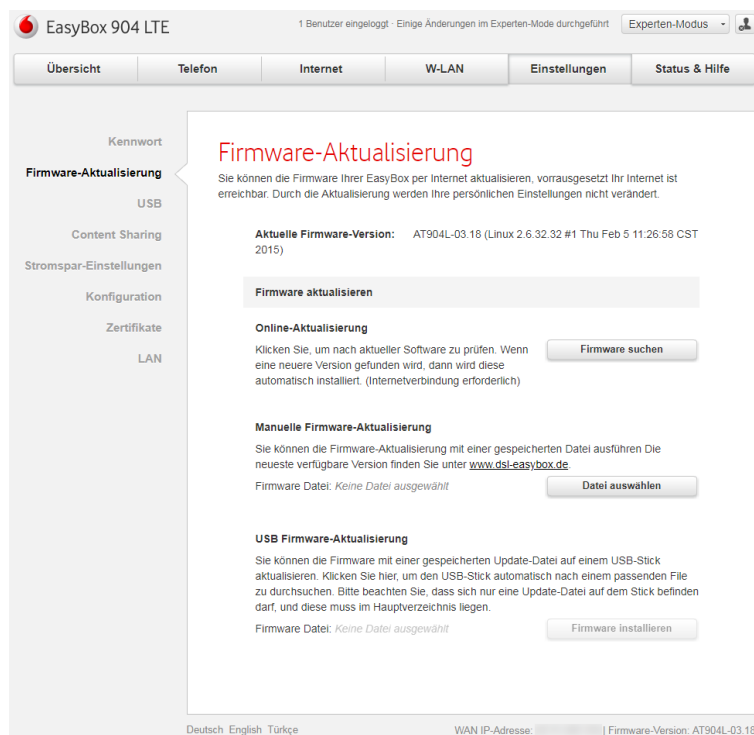 EasyBox 904 LTE
1 Benutzer eingeloggt · Einige Änderungen im Experten-Mode durchgeführt
Experten-Modus
Übersicht
Telefon
Internet
W-LAN
Einstellungen
Status & Hilfe
Kennwort
Firmware-Aktualisierung
USB
Content Sharing
Stromspar-Einstellungen
Konfiguration
Zertifikate
LAN
Firmware-Aktualisierung
Sie können die Firmware Ihrer EasyBox per Internet aktualisieren, vorrausgesetzt Ihr Internet ist
erreichbar. Durch die Aktualisierung werden Ihre persönlichen Einstellungen nicht verändert.
Aktuelle Firmware-Version: AT904L-03.18 (Linux 2.6.32.32 #1 Thu Feb 5 11:26:58 CST
2015)
Firmware aktualisieren
Online-Aktualisierung
Klicken Sie, um nach aktueller Software zu prüfen. Wenn
eine neuere Version gefunden wird, dann wird diese
automatisch installiert. (Internetverbindung erforderlich)
Firmware suchen
Manuelle Firmware-Aktualisierung
Sie können die Firmware-Aktualisierung mit einer gespeicherten Datei ausführen Die
neueste verfügbare Version finden Sie unter www.dsl-easybox.de.
Firmware Datei: Keine Datei ausgewählt
Datei auswählen
USB Firmware-Aktualisierung
Sie können die Firmware mit einer gespeicherten Update-Datei auf einem USB-Stick
aktualisieren. Klicken Sie hier, um den USB-Stick automatisch nach einem passenden File
zu durchsuchen. Bitte beachten Sie, dass sich nur eine Update-Datei auf dem Stick befinden
darf, und diese muss im Hauptverzeichnis liegen.
Firmware Datei: Keine Datei ausgewählt
Firmware installieren
Deutsch English Türkçe
WAN IP-Adresse: | Firmware-Version: AT904L-03.18